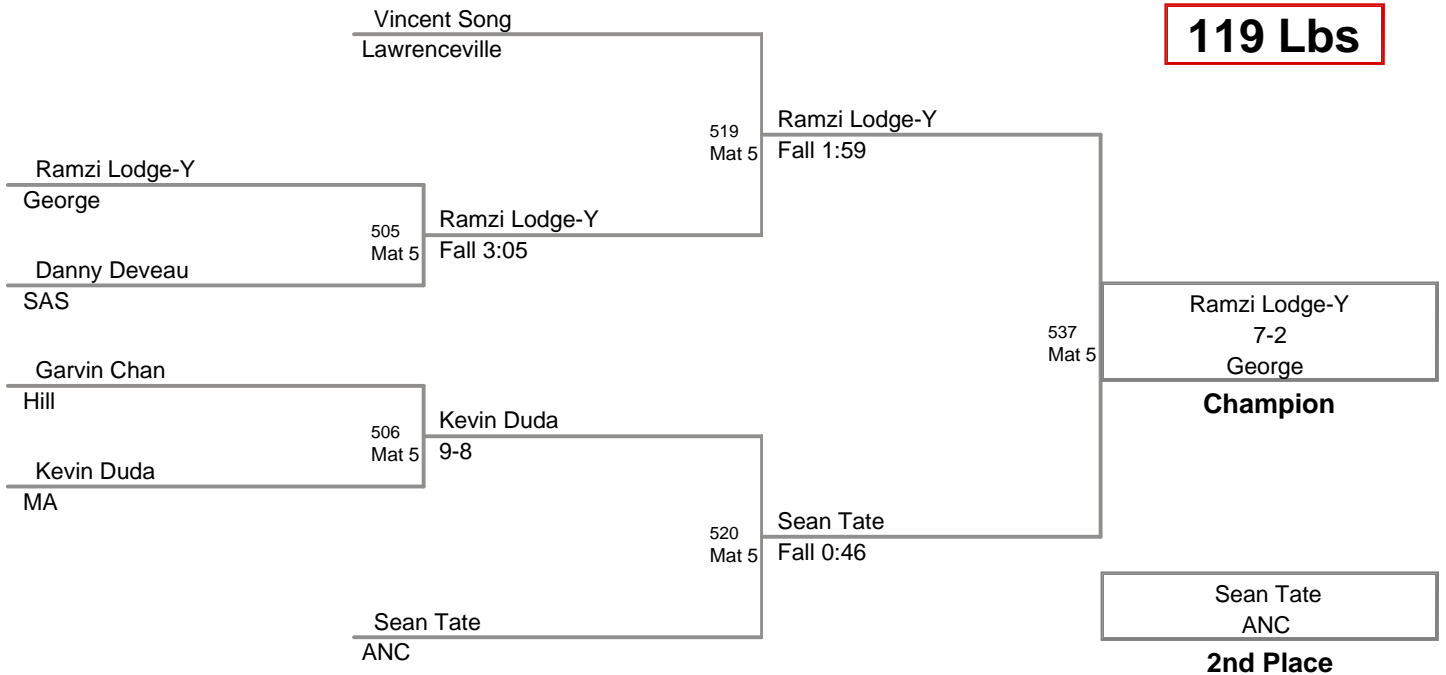 Vincent Song
Lawrenceville
119 Lbs
519
Mat 5
Ramzi Lodge-Y
Fall 1:59
Ramzi Lodge-Y
George
505
Mat 5
Ramzi Lodge-Y
Fall 3:05
Danny Deveau
SAS
537
Mat 5
Ramzi Lodge-Y
7-2
George
Champion
Garvin Chan
Hill
506
Mat 5
Kevin Duda
9-8
Kevin Duda
MA
520
Mat 5
Sean Tate
Fall 0:46
Sean Tate
ANC
Sean Tate
ANC
2nd Place